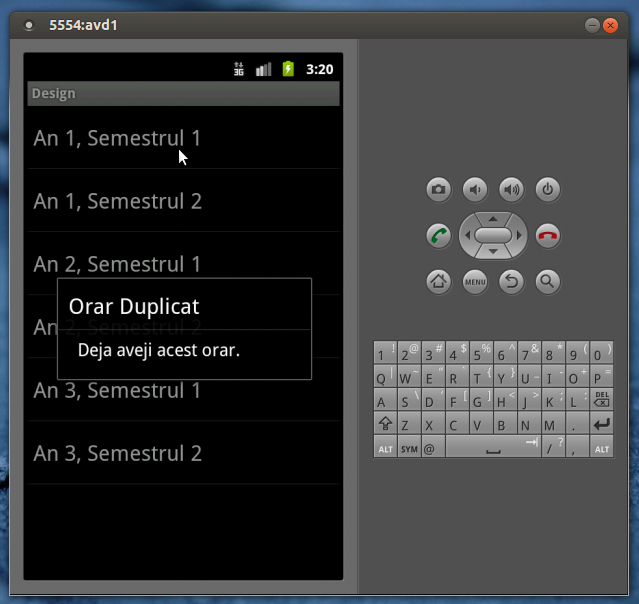 5554:avd1
3G 3:20
Design
An 1, Semestrul 1
An 1, Semestrul 2
An 2, Semestrul 1
An 2, Semestrul 2
Orar Duplicat
Deja aveji acest orar.
An 3, Semestrul 1
An 3, Semestrul 2
MENU
1 ! 2 @ 3 # 4 $ 5 % 6 ^ 7 & 8 * 9 ( 0 )
Q | W ~ E " R ` T { Y } U _ I - O + P =
A S \ D ' F [ G ] H < J > K ; L : DEL
Z X C V B N M .
ALT SYM @ / ? , ALT